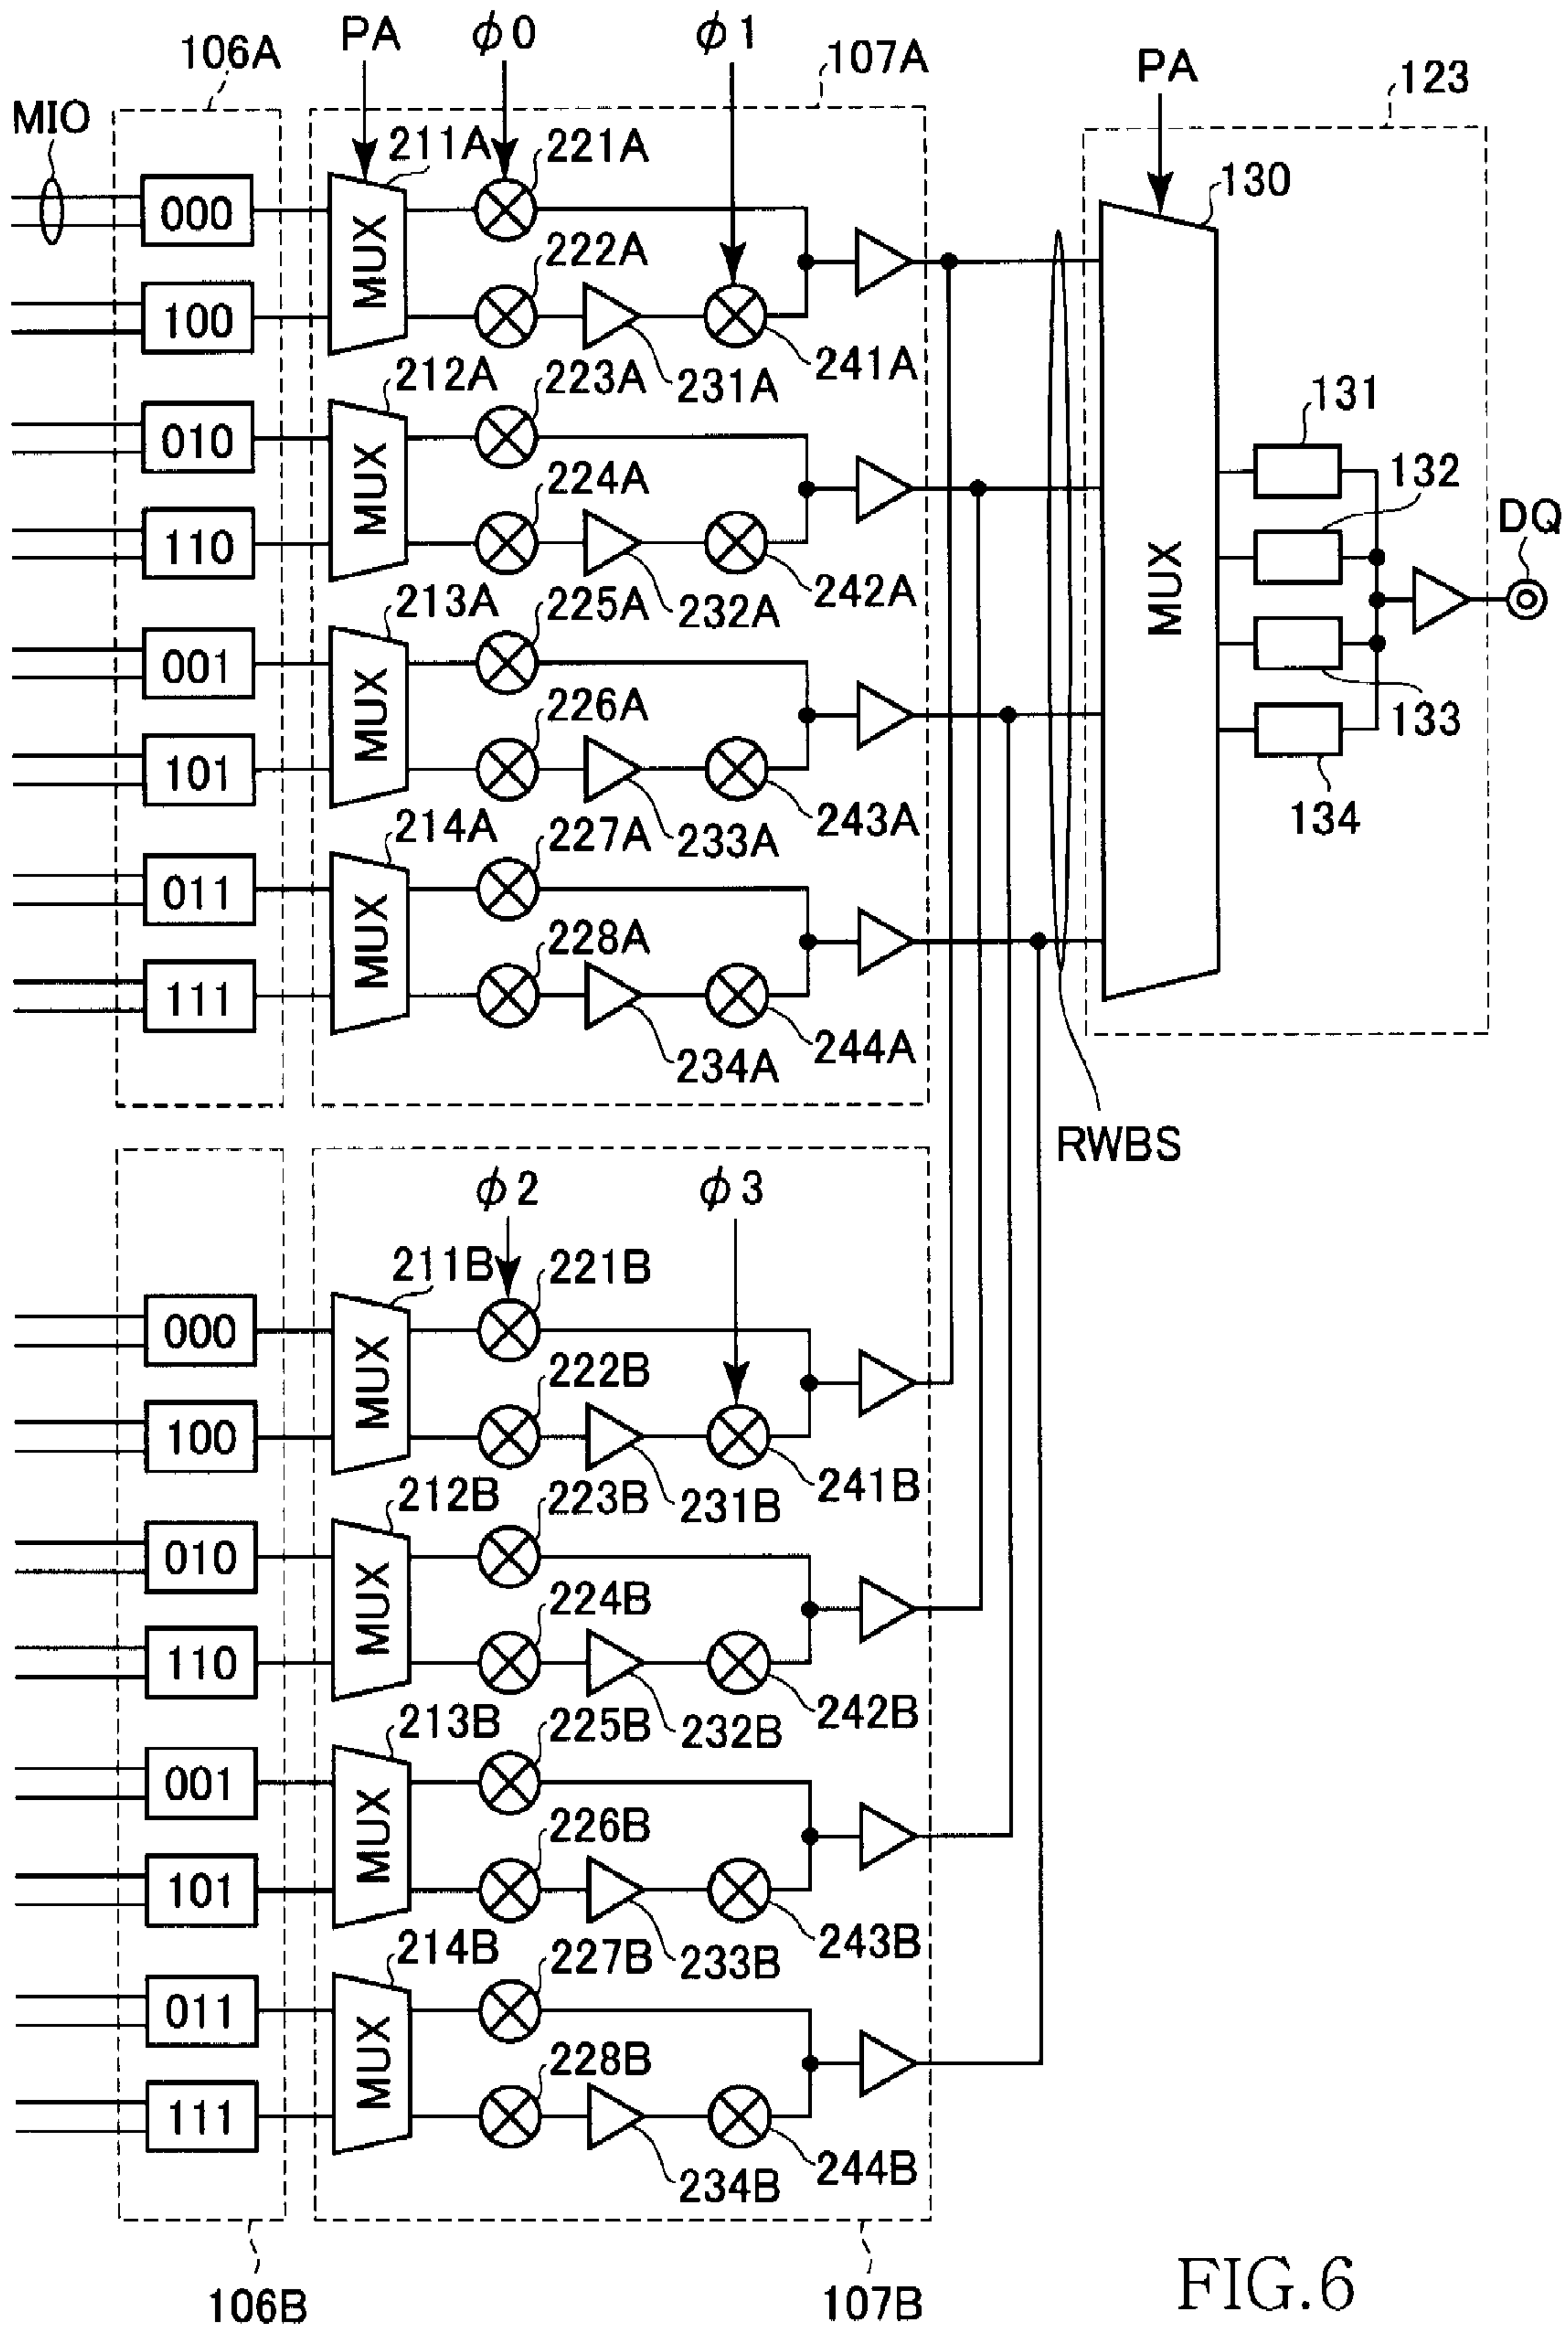 PA
φ0
φ1
106A
107A
PA
123
MIO
211A
221A
130
000
MUX
222A
100
212A
223A
231A
241A
131
010
MUX
224A
132
110
DQ
213A
225A
232A
242A
MUX
001
MUX
226A
133
101
214A
227A
233A
243A
134
011
MUX
228A
111
234A
244A
RWBS
φ2
φ3
211B
221B
000
MUX
222B
100
212B
223B
231B
241B
010
MUX
224B
110
213B
225B
232B
242B
001
MUX
226B
101
214B
227B
233B
243B
011
MUX
228B
111
234B
244B
106B
107B
FIG.6